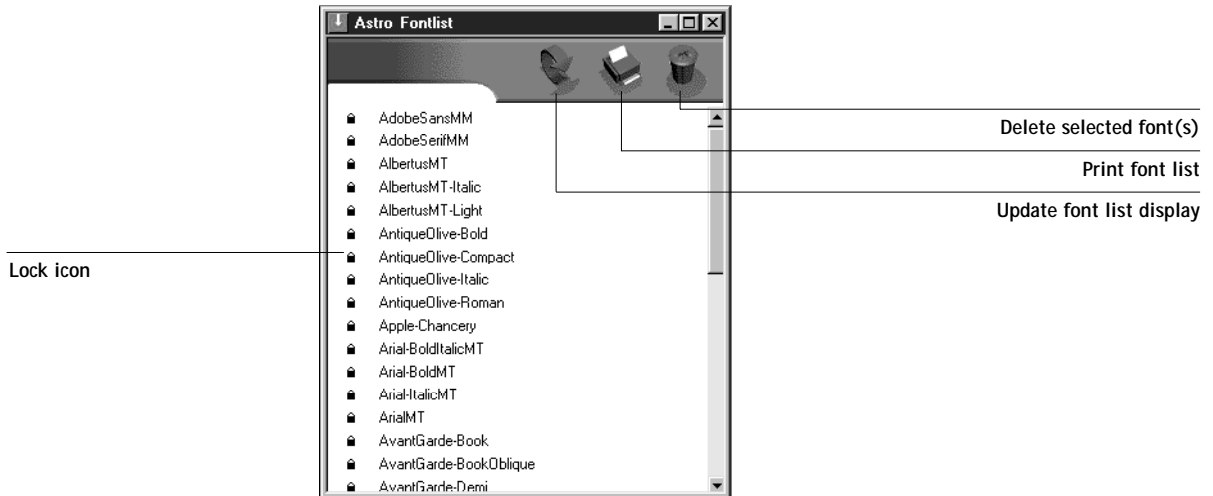 Astro Fontlist
AdobeSansMM
AdobeSerifMM
AlbertusMT
AlbertusMT-Italic
AlbertusMT-Light
AntiqueOlive-Bold
AntiqueOlive-Compact
AntiqueOlive-Italic
AntiqueOlive-Roman
Apple-Chancery
Arial-BoldItalicMT
Arial-BoldMT
Arial-ItalicMT
ArialMT
AvantGarde-Book
AvantGarde-BookOblique
AvantGarde-Demi
Delete selected font(s)
Print font list
Update font list display
Lock icon